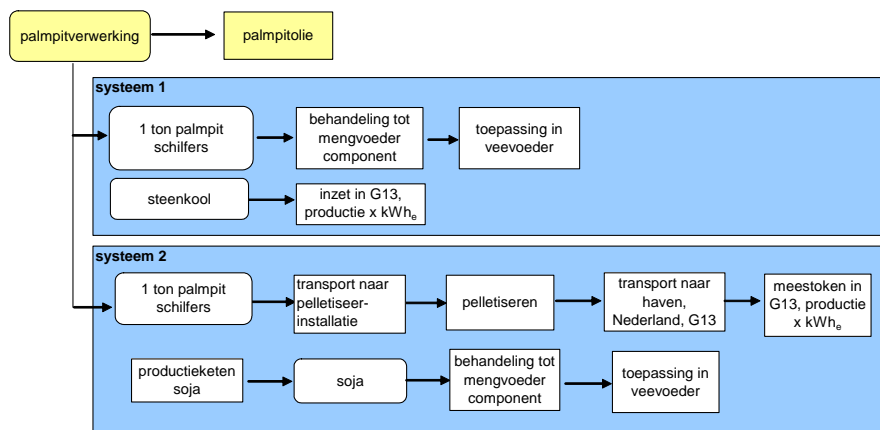 palmpitverwerking
palmpitolie
systeem 1
1 ton palmpit
schilfers
behandeling tot
mengvoeder
component
toepassing in
veevoeder
steenkool
inzet in G13,
productie x kWhₑ
systeem 2
1 ton palmpit
schilfers
transport naar
pelletiseer-
installatie
pelletiseren
transport naar
haven,
Nederland, G13
meestoken in
G13, productie
x kWhₑ
productieketen
soja
soja
behandeling tot
mengvoeder
component
toepassing in
veevoeder